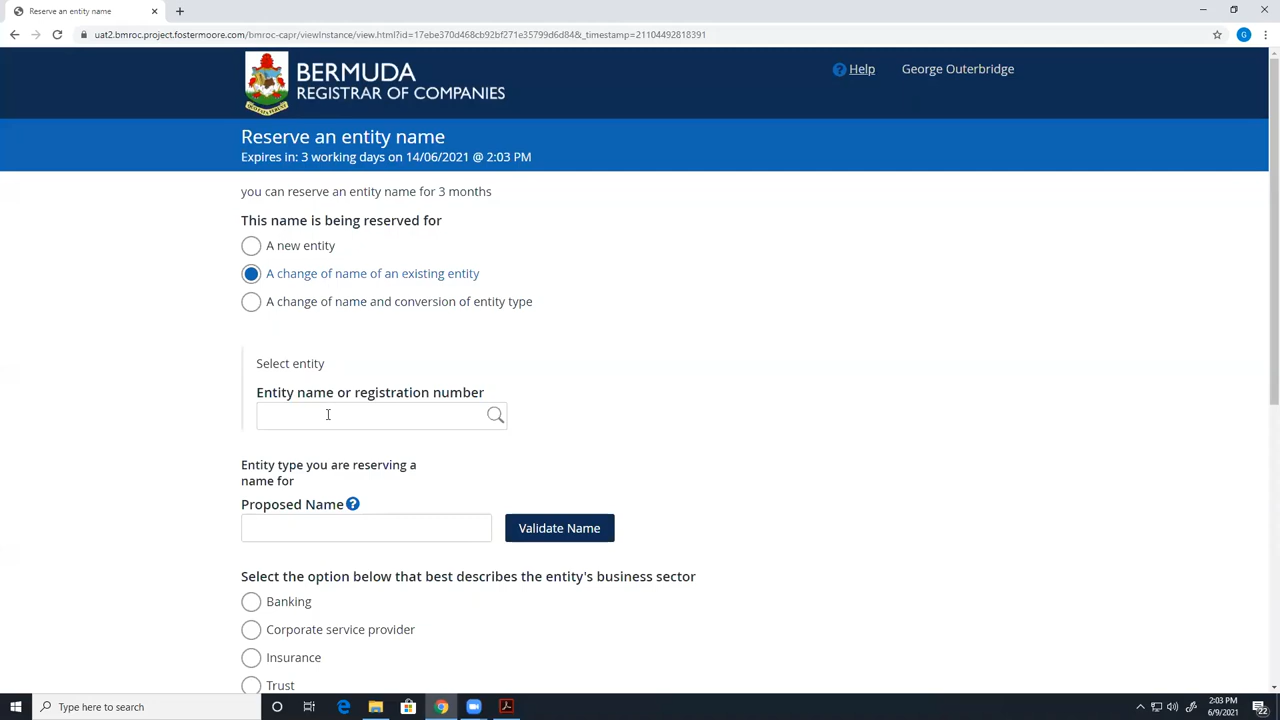 Reserve an entity name
uat2.bmroc.project.fostermoore.com/bmroc-capr/viewInstance/view.html?id=17ebe370d468cb92bf271e35799d6d84&_timestamp=21104492818391
G
BERMUDA
REGISTRAR OF COMPANIES
? Help
George Outerbridge
Reserve an entity name
Expires in: 3 working days on 14/06/2021 @ 2:03 PM
you can reserve an entity name for 3 months
This name is being reserved for
A new entity
A change of name of an existing entity
A change of name and conversion of entity type
Select entity
Entity name or registration number
Entity type you are reserving a
name for
Proposed Name ?
Validate Name
Select the option below that best describes the entity's business sector
Banking
Corporate service provider
Insurance
Trust
Type here to search
2:03 PM
6/9/2021
22